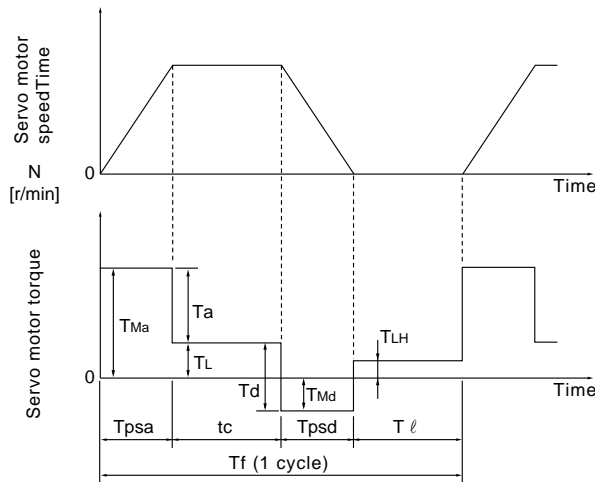 Servo motor
speedTime
N
[r/min]
0
Time
Servo motor torque
0
TMa
Ta
TL
Td
TMd
TLH
Time
Tpsa
tc
Tpsd
T ℓ
Tf (1 cycle)